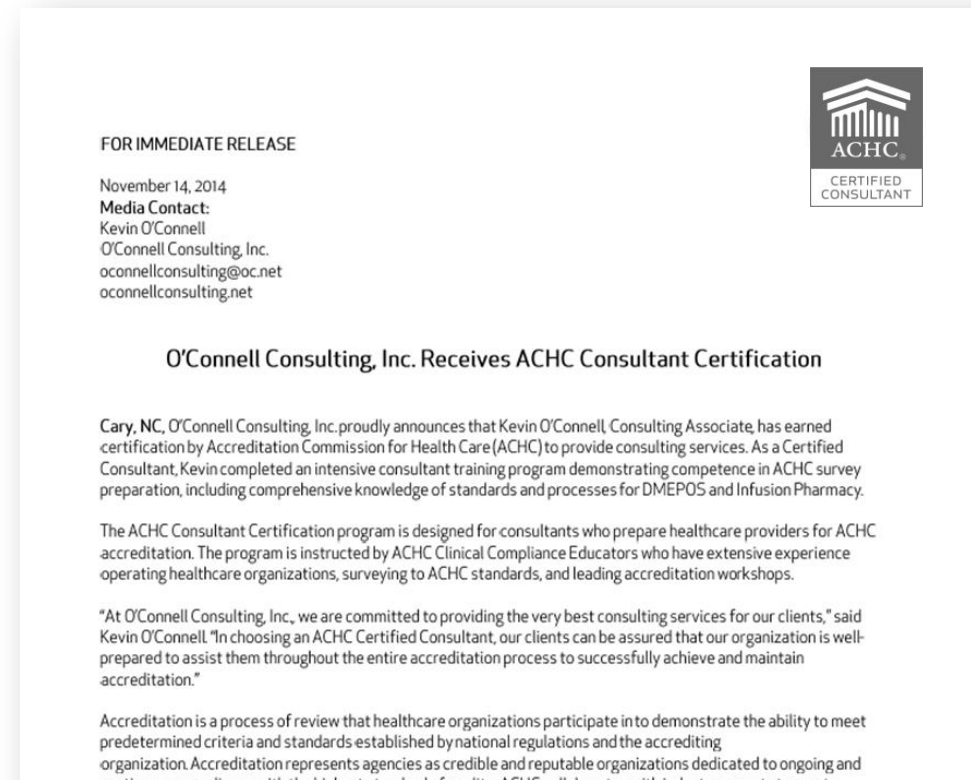 ACHC
CERTIFIED
CONSULTANT
FOR IMMEDIATE RELEASE
November 14, 2014
Media Contact:
Kevin O'Connell
O'Connell Consulting, Inc.
oconnellconsulting@oc.net
oconnellconsulting.net
O'Connell Consulting, Inc. Receives ACHC Consultant Certification
Cary, NC, O'Connell Consulting, Inc. proudly announces that Kevin O'Connell, Consulting Associate, has earned
certification by Accreditation Commission for Health Care (ACHC) to provide consulting services. As a Certified
Consultant, Kevin completed an intensive consultant training program demonstrating competence in ACHC survey
preparation, including comprehensive knowledge of standards and processes for DMEPOS and Infusion Pharmacy.
The ACHC Consultant Certification program is designed for consultants who prepare healthcare providers for ACHC
accreditation. The program is instructed by ACHC Clinical Compliance Educators who have extensive experience
operating healthcare organizations, surveying to ACHC standards, and leading accreditation workshops.
"At O'Connell Consulting, Inc., we are committed to providing the very best consulting services for our clients," said
Kevin O'Connell. "In choosing an ACHC Certified Consultant, our clients can be assured that our organization is well-
prepared to assist them throughout the entire accreditation process to successfully achieve and maintain
accreditation."
Accreditation is a process of review that healthcare organizations participate in to demonstrate the ability to meet
predetermined criteria and standards established by national regulations and the accrediting
organization. Accreditation represents agencies as credible and reputable organizations dedicated to ongoing and